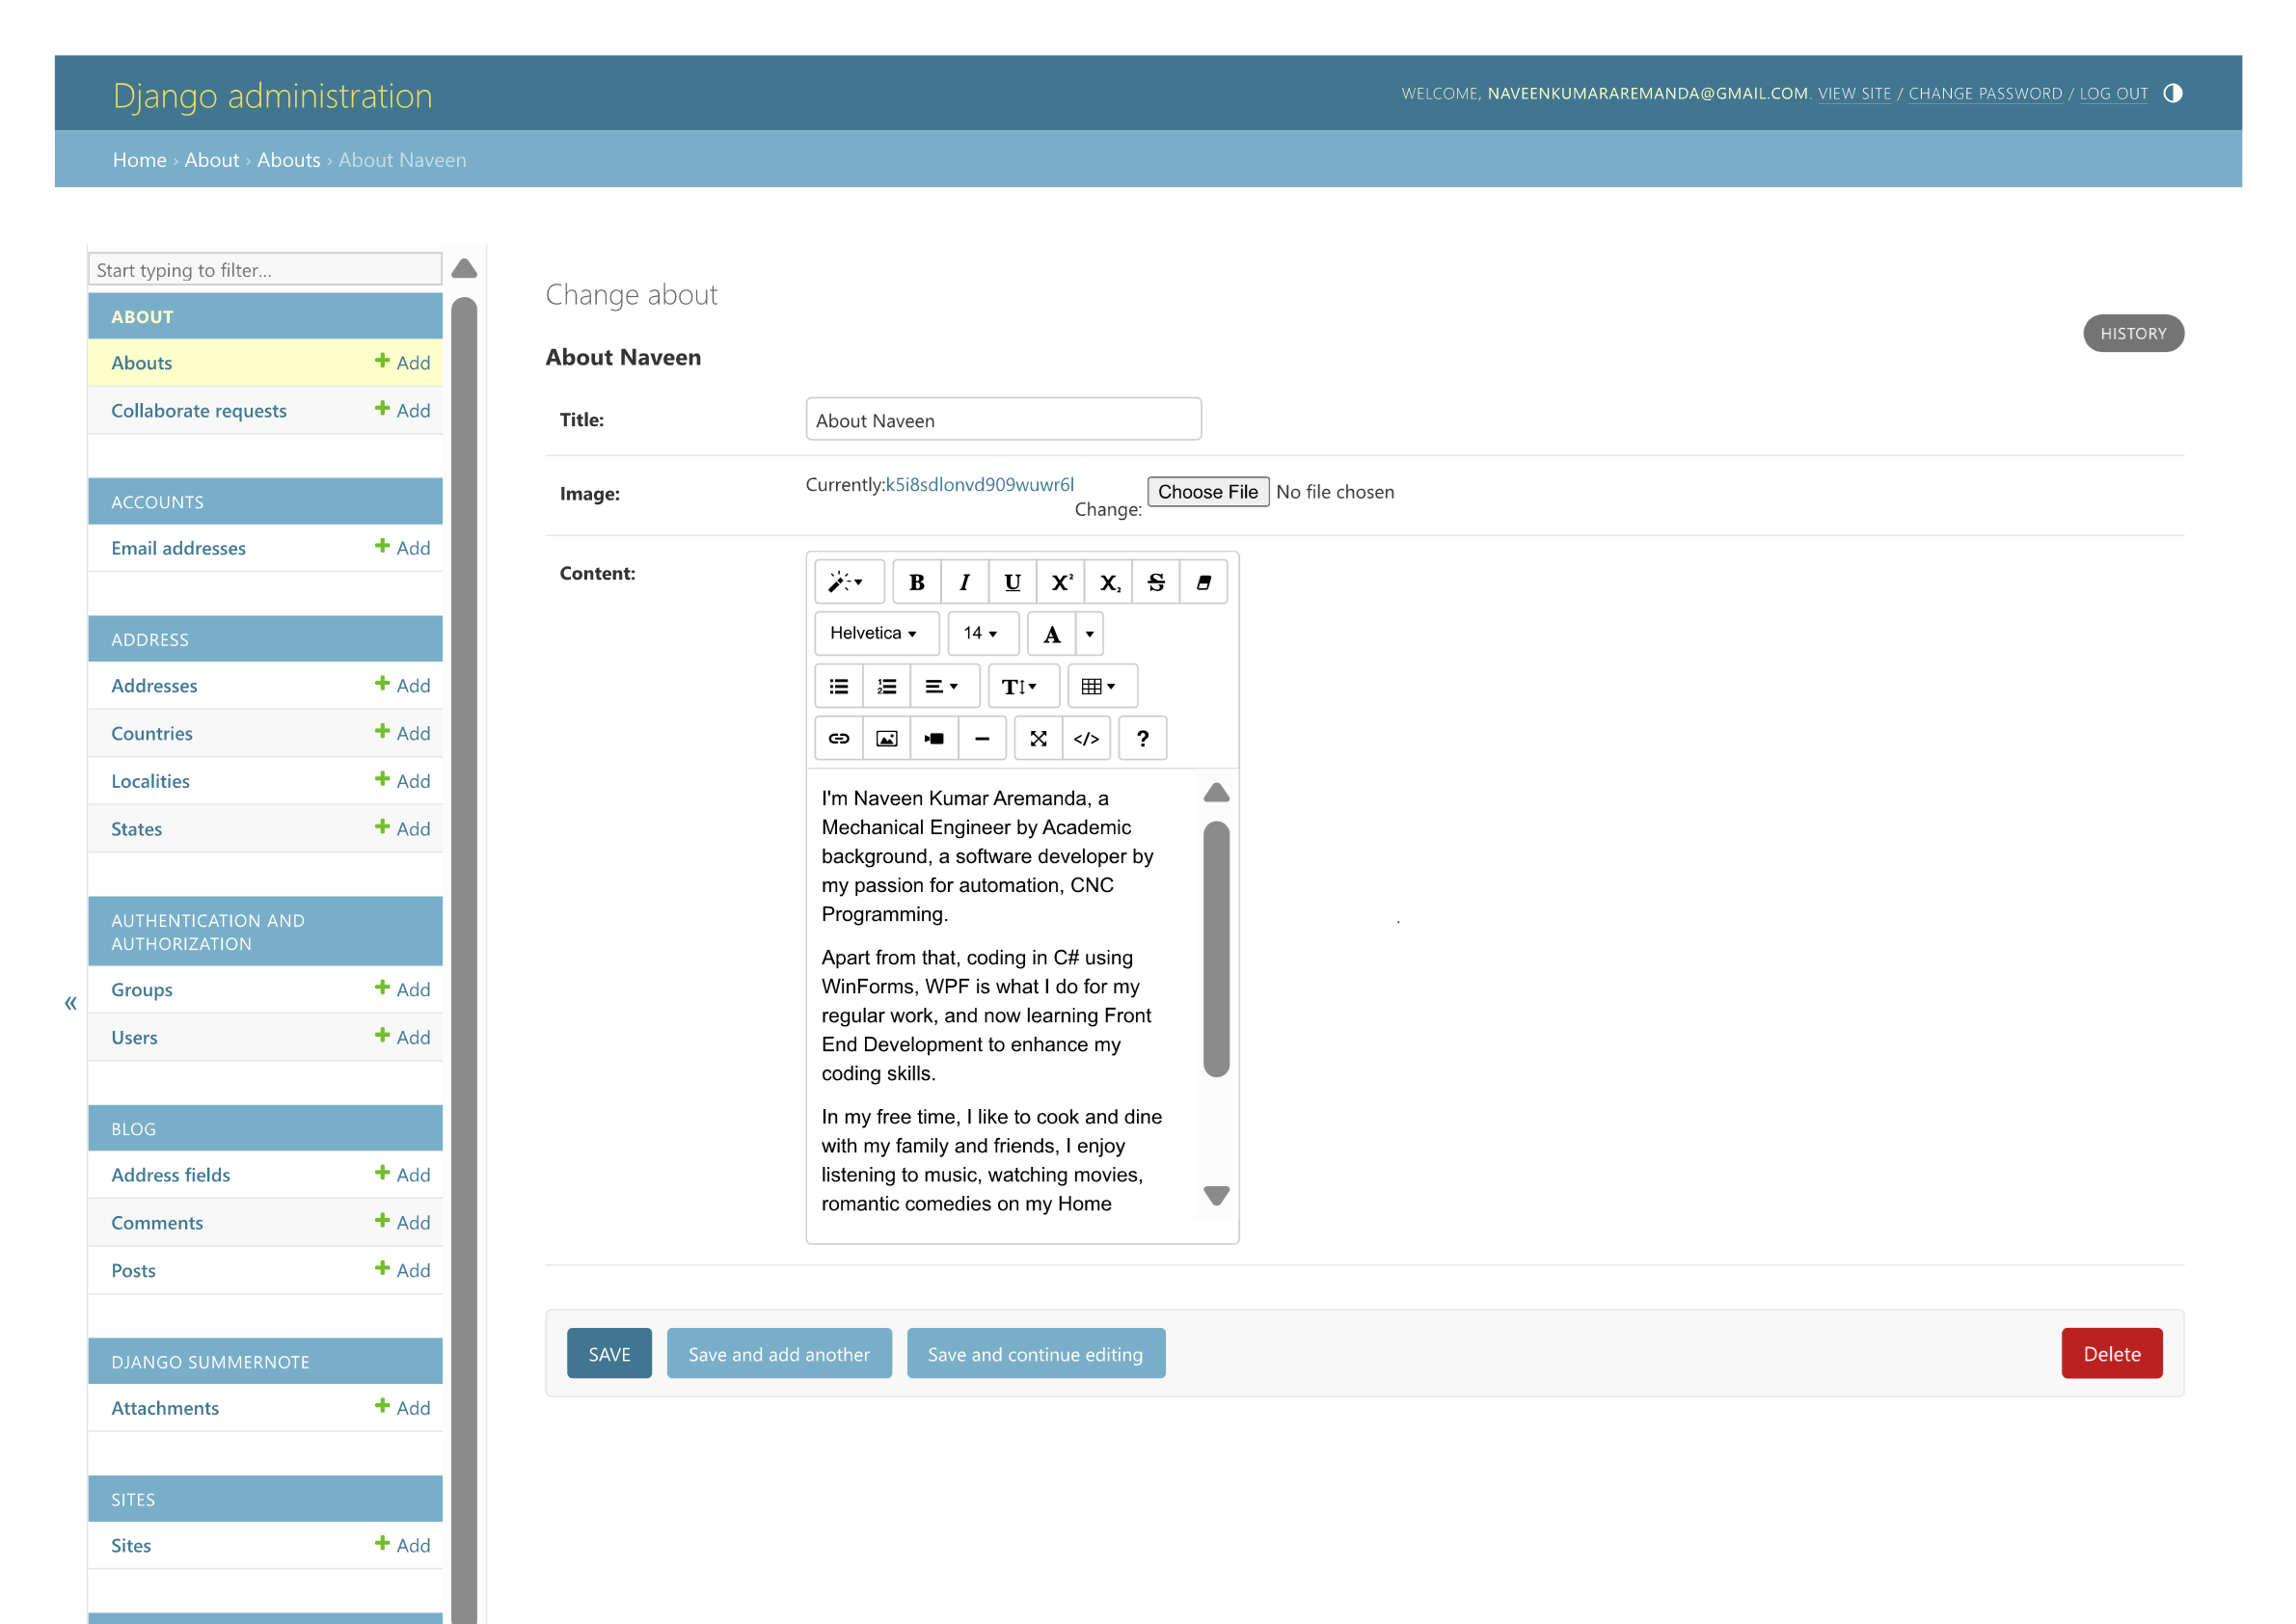 Django administration
WELCOME, NAVEENKUMARAREMANDA@GMAIL.COM. VIEW SITE / CHANGE PASSWORD / LOG OUT
Home › About › Abouts › About Naveen
Start typing to filter...
ABOUT
Abouts + Add
Collaborate requests + Add
ACCOUNTS
Email addresses + Add
ADDRESS
Addresses + Add
Countries + Add
Localities + Add
States + Add
AUTHENTICATION AND
AUTHORIZATION
Groups + Add
Users + Add
BLOG
Address fields + Add
Comments + Add
Posts + Add
DJANGO SUMMERNOTE
Attachments + Add
SITES
Sites + Add
«
Change about
HISTORY
About Naveen
Title: About Naveen
Image: Currently:k5i8sdlonvd909wuwr6l
Change: Choose File No file chosen
Content:
B I U X² X₂ S
Helvetica 14 A
T
</> ?
I'm Naveen Kumar Aremanda, a
Mechanical Engineer by Academic
background, a software developer by
my passion for automation, CNC
Programming.
Apart from that, coding in C# using
WinForms, WPF is what I do for my
regular work, and now learning Front
End Development to enhance my
coding skills.
In my free time, I like to cook and dine
with my family and friends, I enjoy
listening to music, watching movies,
romantic comedies on my Home
SAVE Save and add another Save and continue editing Delete